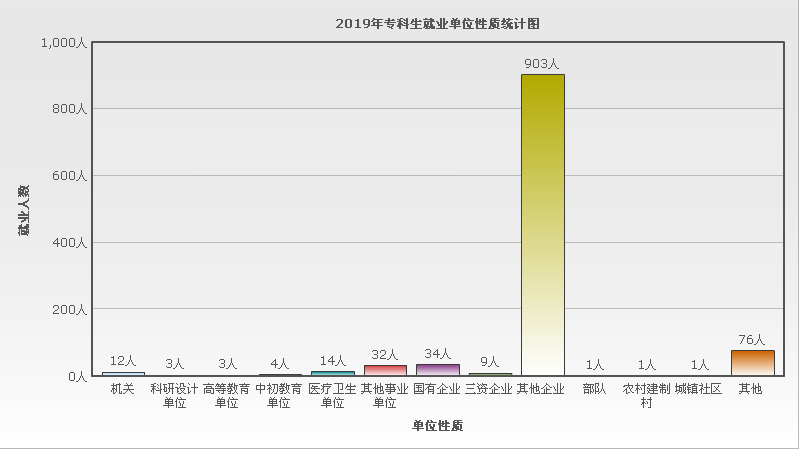 2019年专科生就业单位性质统计图
1,000人
800人
600人
400人
200人
0人
就业人数
12人
3人
3人
4人
14人
32人
34人
9人
903人
1人
1人
1人
76人
机关
科研设计
单位
高等教育
单位
中初教育
单位
医疗卫生
单位
其他事业
单位
国有企业
三资企业
其他企业
部队
农村建制
村
城镇社区
其他
单位性质